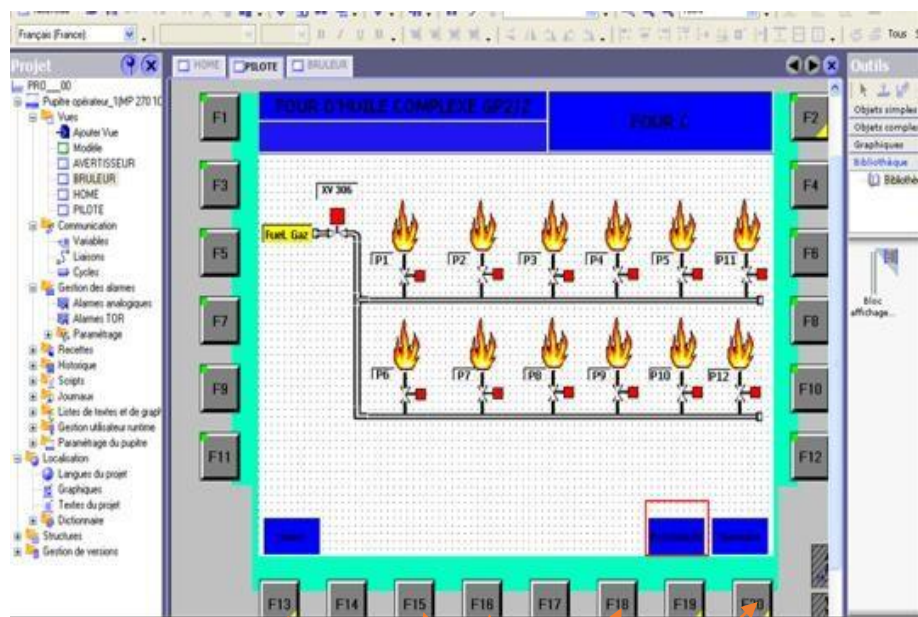 Français (France)
Tous
Projet
HOME
PILOTE
BRULEUR
Outils
PRO__00
Pupitre opérateur_1(MP 270 10
Vues
Ajouter Vue
Modèle
AVERTISSEUR
BRULEUR
HOME
PILOTE
Communication
Variables
Liaisons
Cycles
Gestion des alarmes
Alarmes analogiques
Alarmes TOR
Paramétrage
Recettes
Historique
Scripts
Journaux
Listes de textes et de graph
Gestion utilisateur runtime
Paramétrage du pupitre
Localisation
Langues du projet
Graphiques
Textes du projet
Dictionnaire
Structures
Gestion de versions
F1
FOUR D'HUILE COMPLEXE GP2/Z
FOUR C
F2
F3
XV 306
F4
Fuel Gaz
F5
P1
P2
P3
P4
P5
P11
F6
F7
F8
P6
P7
P8
P9
P10
P12
F9
F10
F11
F12
F13
F14
F15
F16
F17
F18
F19
F20
Objets simples
Objets comple
Graphiques
Bibliothèque
Bibliothè
Bloc
affichage...